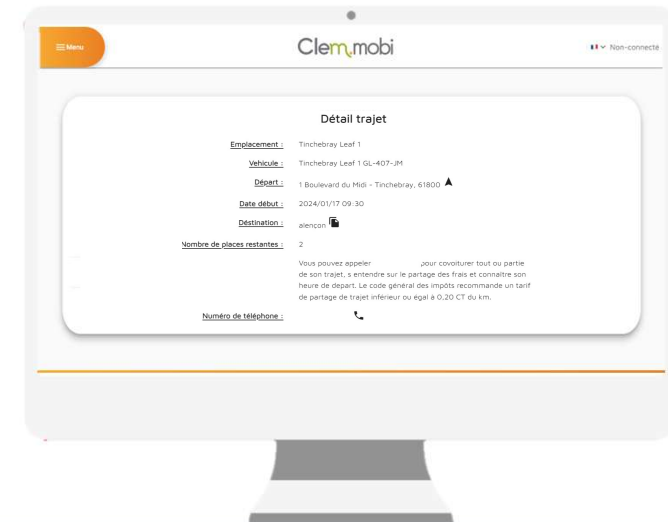 Menu
Clem.mobi
Non-connecté
Détail trajet
Emplacement : Tinchebray Leaf 1
Vehicule : Tinchebray Leaf 1 GL-407-JM
Départ : 1 Boulevard du Midi - Tinchebray, 61800
Date début : 2024/01/17 09:30
Déstination : alençon
Nombre de places restantes : 2
Vous pouvez appeler pour covoiturer tout ou partie
de son trajet, s entendre sur le partage des frais et connaître son
heure de depart. Le code général des impôts recommande un tarif
de partage de trajet inférieur ou égal à 0,20 CT du km.
Numéro de téléphone :